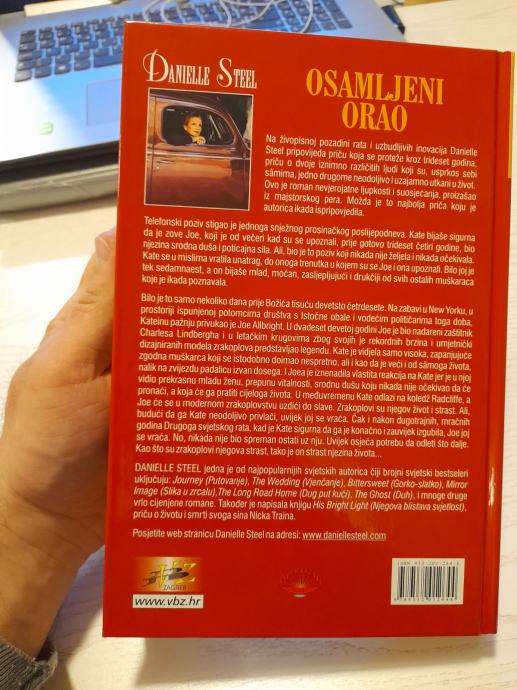 DANIELLE STEEL
OSAMLJENI
ORAO
Na živopisnoj pozadini rata i uzbudljivih inovacija Danielle
Steel pripovijeda priču koja se proteže kroz trideset godina,
priču o dvoje iznimno različitih ljudi koji su, usprkos sebi
sâmima, jedno drugome neodoljivo i uzajamno utkani u život.
Ovo je roman nevjerojatne ljupkosti i suosjećanja, proizašao
iz majstorskog pera. Možda je to najbolja priča koju je
autorica ikada ispripovjedila.
Telefonski poziv stigao je jednoga snježnog prosinačkog poslijepodneva. Kate bijaše sigurna
da je zove Joe, koji je od večeri kad su se upoznali, prije gotovo trideset četiri godine, bio
njezina srodna duša i poticajna sila. Ali, bio je to poziv koji nikada nije željela i nikada očekivala.
Kate se u mislima vratila unatrag, do onoga trenutka u kojem su se Joe i ona upoznali. Bilo joj je
tek sedamnaest, a on bijaše mlad, moćan, zasljepljujući i drukčiji od svih ostalih muškaraca
koje je ikada poznavala.
Bilo je to samo nekoliko dana prije Božića tisuću devetsto četrdesete. Na zabavi u New Yorku, u
prostoriji ispunjenoj potomcima društva s Istočne obale i vodećim političarima toga doba,
Kateinu pažnju privukao je Joe Allbright. U dvadeset devetoj godini Joe je bio nadareni zaštitnik
Charlesa Lindbergha i u letačkim krugovima zbog svojih je rekordnih brzina i umjetnički
dizajniranih modela zrakoplova predstavljao legendu. Kate je vidjela samo visoka, zapanjujuće
zgodna muškarca koji se istodobno doimao nespretno, ali i kao da je veći i od sâmoga života,
nalik na zvijezdu padalicu izvan dosega. I Joea je iznenadila vlastita reakcija na Kate jer je u njoj
vidio prekrasnu mladu ženu, prepunu vitalnosti, srodnu dušu koju nikada nije očekivao da će
pronaći, a koja će ga pratiti cijeloga života. U međuvremenu Kate odlazi na koledž Radcliffe, a
Joe će se u modernom zrakoplovstvu uzdići do slave. Zrakoplovi su njegov život i strast. Ali,
budući da ga Kate neodoljivo privlači, uvijek joj se vraća. Čak i nakon dugotrajnih, mračnih
godina Drugoga svjetskog rata, kad je Kate sigurna da ga je konačno i zauvijek izgubila, Joe joj
se vraća. No, nikada nije bio spreman ostati uz nju. Uvijek osjeća potrebu da odleti što dalje.
Kao što su zrakoplovi njegova strast, tako je on strast njezina života...
DANIELLE STEEL jedna je od najpopularnijih svjetskih autorica čiji brojni svjetski bestseleri
uključuju: Journey (Putovanje), The Wedding (Vjenčanje), Bittersweet (Gorko-slatko), Mirror
Image (Slika u zrcalu),The Long Road Home (Dug put kući), The Ghost (Duh), i mnoge druge
vrlo cijenjene romane. Također je napisala knjigu His Bright Light (Njegova blistava svjetlost),
priču o životu i smrti svoga sina Nicka Traina.
Posjetite web stranicu Danielle Steel na adresi: www.daniellesteel.com
VBZ
ZAGREB
www.vbz.hr
ISBN 953-201-264-8